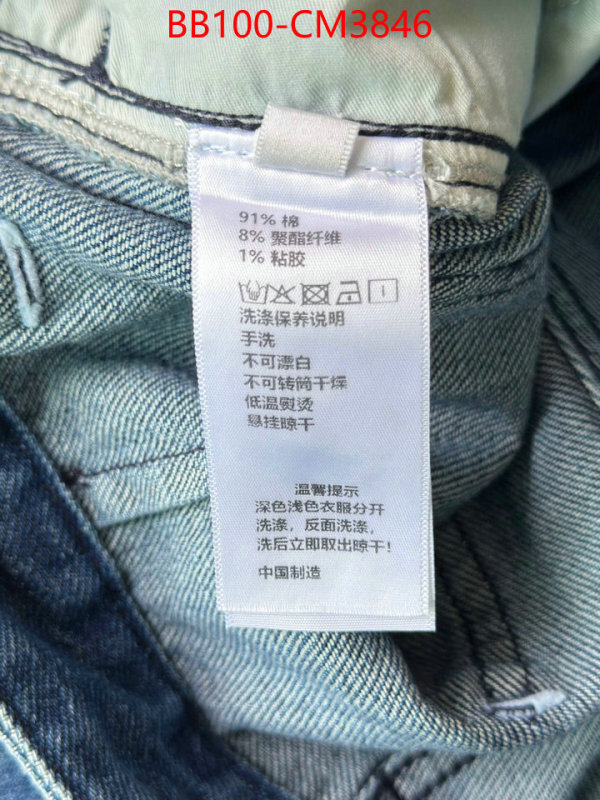 BB100-CM3846
91% 棉
8% 聚酯纤维
1% 粘胶
洗涤保养说明
手洗
不可漂白
不可转筒干燥
低温熨烫
悬挂晾干
温馨提示
深色浅色衣服分开
洗涤，反面洗涤，
洗后立即取出晾干！
中国制造